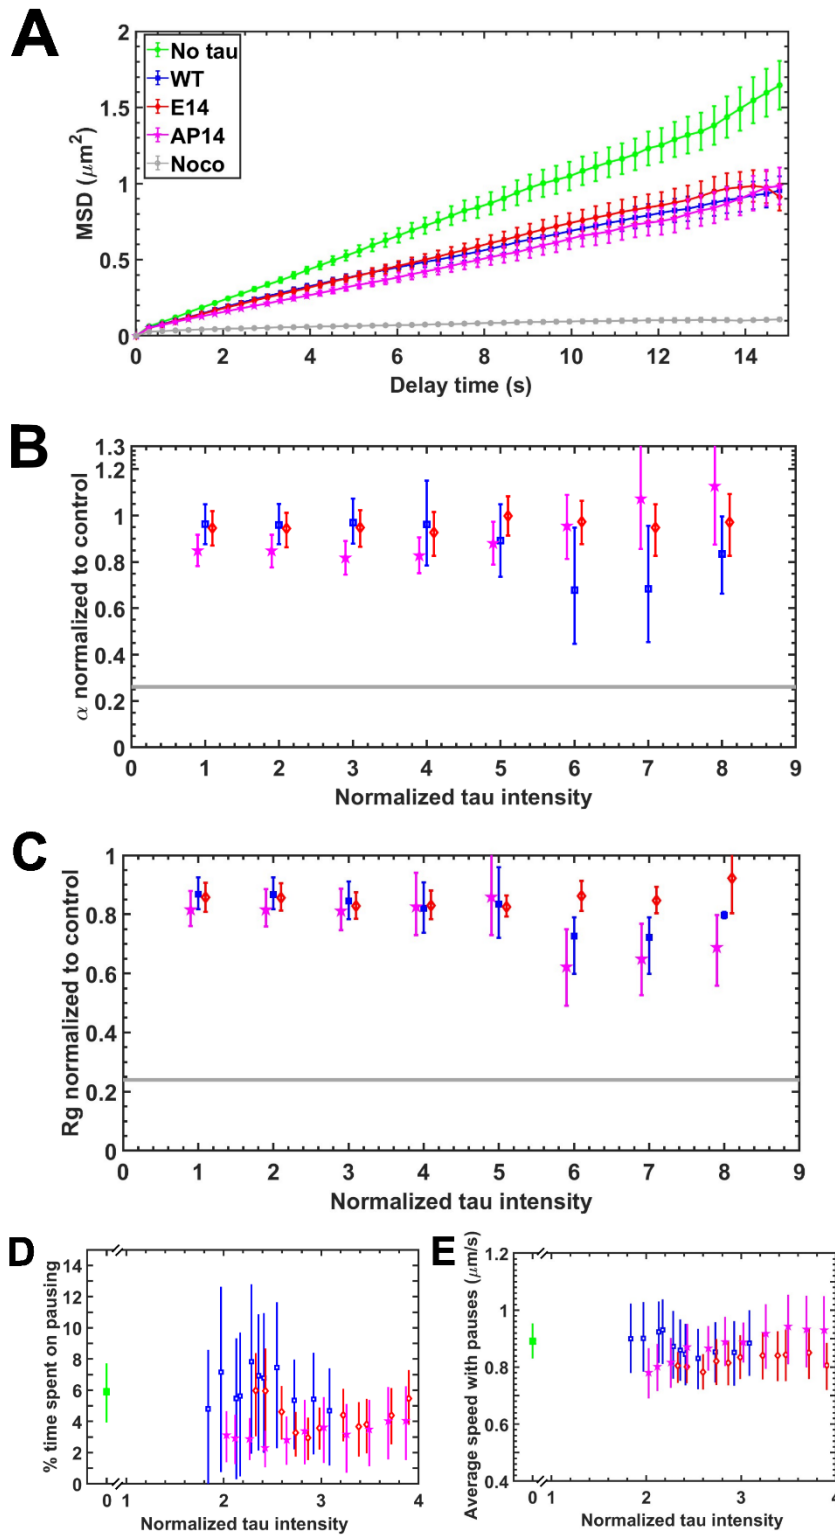 A
No tau
WT
E14
AP14
Noco
MSD (μm²)
2
1.5
1
0.5
0
0 2 4 6 8 10 12 14
Delay time (s)
B
α normalized to control
1.3
1.2
1
0.8
0.6
0.4
0.2
0
0 1 2 3 4 5 6 7 8 9
Normalized tau intensity
C
Rg normalized to control
1
0.8
0.6
0.4
0.2
0
0 1 2 3 4 5 6 7 8 9
Normalized tau intensity
D
% time spent on pausing
14
12
10
8
6
4
2
0
0 1 2 3 4
Normalized tau intensity
E
Average speed with pauses (μm/s)
1.2
1
0.8
0.6
0.4
0 1 2 3 4
Normalized tau intensity